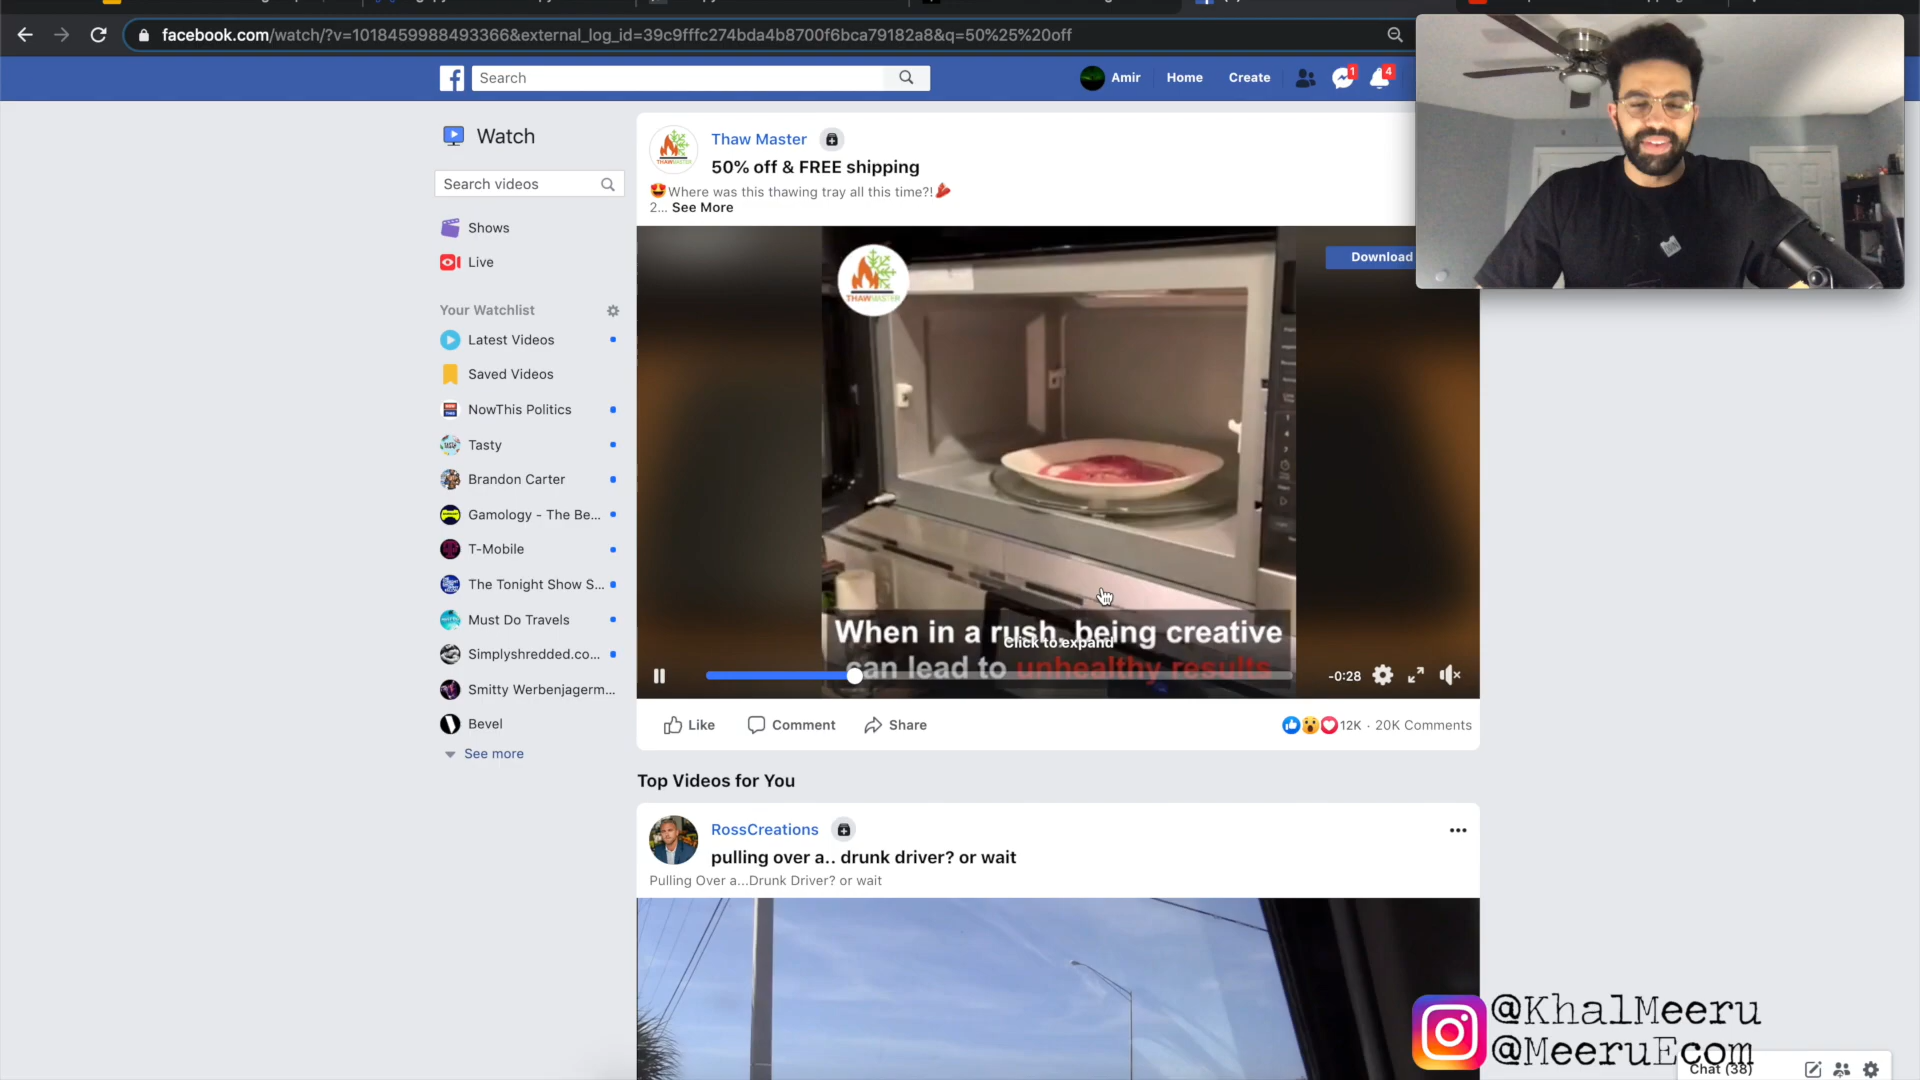 facebook.com/watch/?v=1018459988493366&external_log_id=39c9fffc274bda4b8700f6bca79182a8&q=50%25%20off
Search
Amir
Home
Create
1
4
Watch
Search videos
Shows
Live
Your Watchlist
Latest Videos
Saved Videos
NowThis Politics
Tasty
Brandon Carter
Gamology - The Be...
T-Mobile
The Tonight Show S...
Must Do Travels
Simplyshredded.co...
Smitty Werbenjagerm...
Bevel
See more
Thaw Master
50% off & FREE shipping
Where was this thawing tray all this time?!
2... See More
THAWMASTER
Download
When in a rush, being creative
can lead to unhealthy results
Click to expand
-0:28
Like
Comment
Share
12K · 20K Comments
Top Videos for You
RossCreations
pulling over a.. drunk driver? or wait
Pulling Over a...Drunk Driver? or wait
@KhalMeeru
@MeeruEcom
Chat (38)